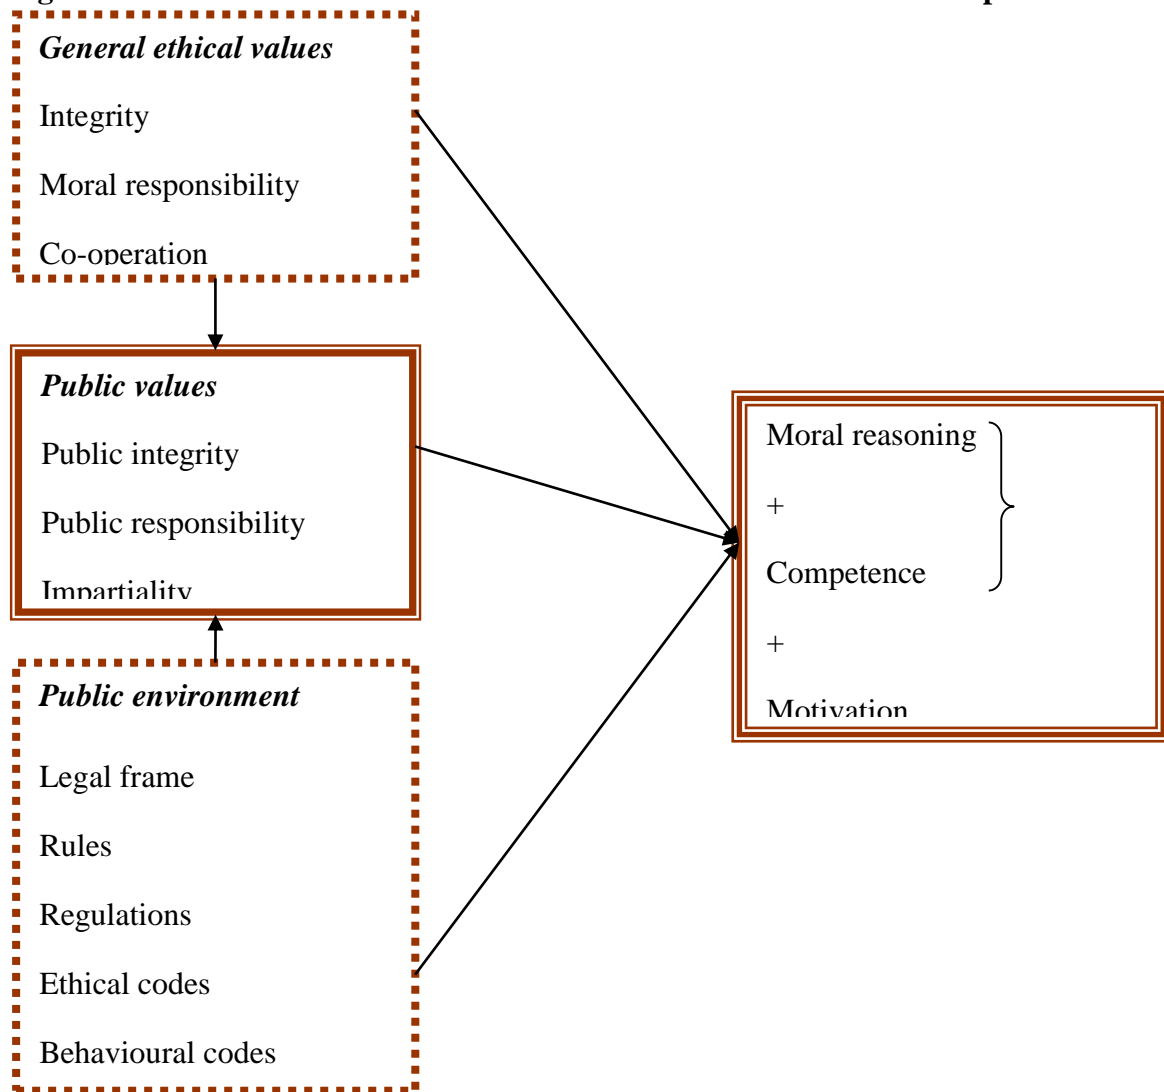 General ethical values
Integrity
Moral responsibility
Co-operation
Public values
Public integrity
Public responsibility
Impartiality
Public environment
Legal frame
Rules
Regulations
Ethical codes
Behavioural codes
Moral reasoning
+
Competence
+
Motivation